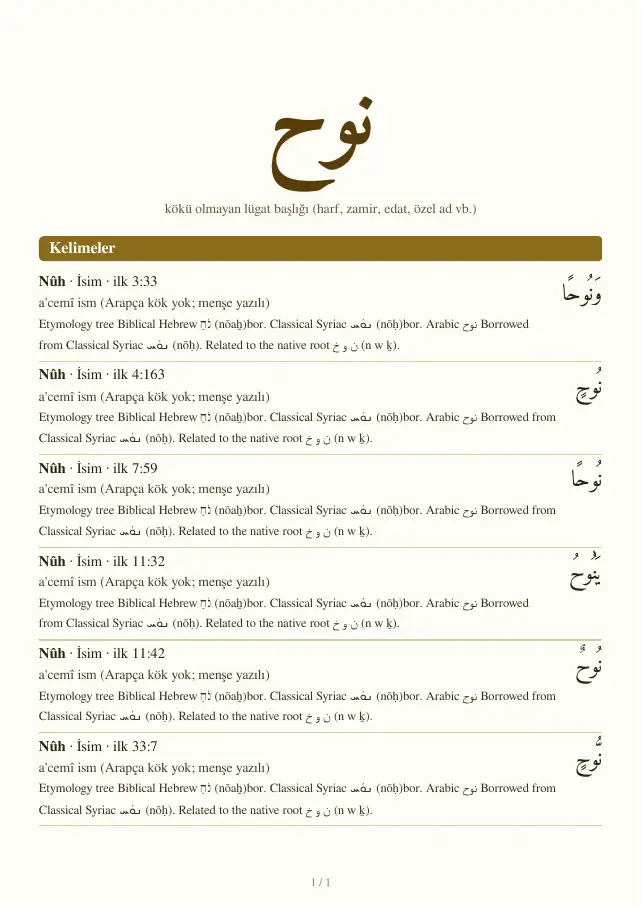 نوح
kökü olmayan lügat başlığı (harf, zamir, edat, özel ad vb.)
Kelimeler
Nûh · İsim · ilk 3:33 وَنُوحًا
a'cemî ism (Arapça kök yok; menşe yazılı)
Etymology tree Biblical Hebrew נֹחַ (nōaḫ)bor. Classical Syriac ܢܘܚ (nōḥ)bor. Arabic نوح Borrowed
from Classical Syriac ܢܘܚ (nōḥ). Related to the native root ن و خ (n w ḵ).
Nûh · İsim · ilk 4:163 نُوحٍ
a'cemî ism (Arapça kök yok; menşe yazılı)
Etymology tree Biblical Hebrew נֹחַ (nōaḫ)bor. Classical Syriac ܢܘܚ (nōḥ)bor. Arabic نوح Borrowed from
Classical Syriac ܢܘܚ (nōḥ). Related to the native root ن و خ (n w ḵ).
Nûh · İsim · ilk 7:59 نُوحًا
a'cemî ism (Arapça kök yok; menşe yazılı)
Etymology tree Biblical Hebrew נֹחַ (nōaḫ)bor. Classical Syriac ܢܘܚ (nōḥ)bor. Arabic نوح Borrowed from
Classical Syriac ܢܘܚ (nōḥ). Related to the native root ن و خ (n w ḵ).
Nûh · İsim · ilk 11:32 يَٰنُوحُ
a'cemî ism (Arapça kök yok; menşe yazılı)
Etymology tree Biblical Hebrew נֹחַ (nōaḫ)bor. Classical Syriac ܢܘܚ (nōḥ)bor. Arabic نوح Borrowed
from Classical Syriac ܢܘܚ (nōḥ). Related to the native root ن و خ (n w ḵ).
Nûh · İsim · ilk 11:42 نُوحٌ
a'cemî ism (Arapça kök yok; menşe yazılı)
Etymology tree Biblical Hebrew נֹחַ (nōaḫ)bor. Classical Syriac ܢܘܚ (nōḥ)bor. Arabic نوح Borrowed from
Classical Syriac ܢܘܚ (nōḥ). Related to the native root ن و خ (n w ḵ).
Nûh · İsim · ilk 33:7 نُّوحٍ
a'cemî ism (Arapça kök yok; menşe yazılı)
Etymology tree Biblical Hebrew נֹחַ (nōaḫ)bor. Classical Syriac ܢܘܚ (nōḥ)bor. Arabic نوح Borrowed from
Classical Syriac ܢܘܚ (nōḥ). Related to the native root ن و خ (n w ḵ).
1 / 1